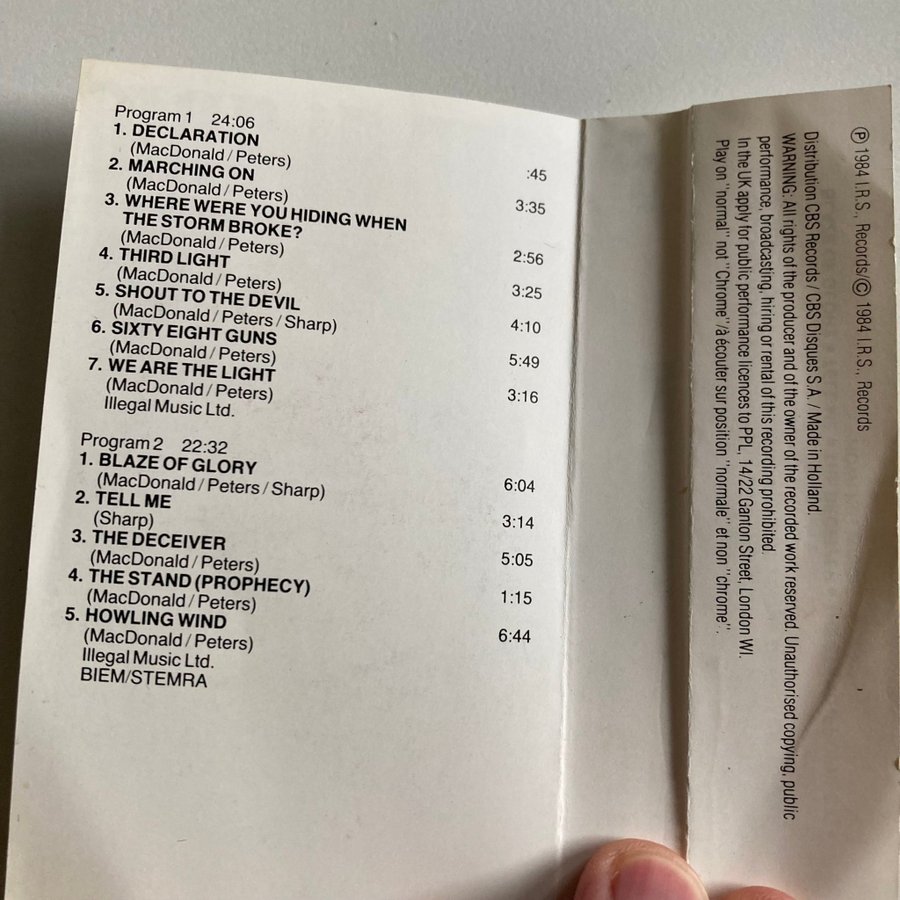 Program 1 24:06
1. DECLARATION
(MacDonald / Peters) :45
2. MARCHING ON
(MacDonald / Peters) 3:35
3. WHERE WERE YOU HIDING WHEN
THE STORM BROKE?
(MacDonald / Peters) 2:56
4. THIRD LIGHT
(MacDonald / Peters) 3:25
5. SHOUT TO THE DEVIL
(MacDonald / Peters / Sharp) 4:10
6. SIXTY EIGHT GUNS
(MacDonald / Peters) 5:49
7. WE ARE THE LIGHT
(MacDonald / Peters) 3:16
Illegal Music Ltd.
Program 2 22:32
1. BLAZE OF GLORY
(MacDonald / Peters / Sharp) 6:04
2. TELL ME
(Sharp) 3:14
3. THE DECEIVER
(MacDonald / Peters) 5:05
4. THE STAND (PROPHECY)
(MacDonald / Peters) 1:15
5. HOWLING WIND
(MacDonald / Peters) 6:44
Illegal Music Ltd.
BIEM/STEMRA
Ⓟ 1984 I.R.S., Records/© 1984 I.R.S., Records
Distribution CBS Records / CBS Disques S.A. / Made in Holland.
WARNING: All rights of the producer and of the owner of the recorded work reserved. Unauthorised copying, public
performance, broadcasting, hiring or rental of this recording prohibited.
In the UK apply for public performance licences to PPL, 14/22 Ganton Street, London WI.
Play on "normal" not "Chrome"/à écouter sur position "normale" et non "chrome".